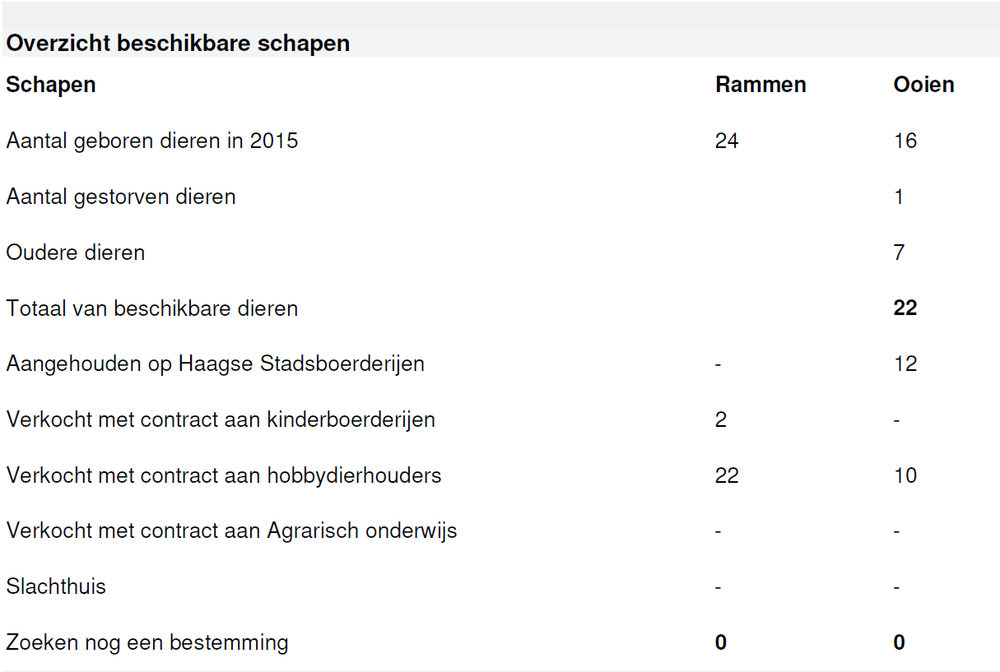 Overzicht beschikbare schapen
Schapen Rammen Ooien
Aantal geboren dieren in 2015 24 16
Aantal gestorven dieren 1
Oudere dieren 7
Totaal van beschikbare dieren 22
Aangehouden op Haagse Stadsboerderijen - 12
Verkocht met contract aan kinderboerderijen 2 -
Verkocht met contract aan hobbydierhouders 22 10
Verkocht met contract aan Agrarisch onderwijs - -
Slachthuis - -
Zoeken nog een bestemming 0 0